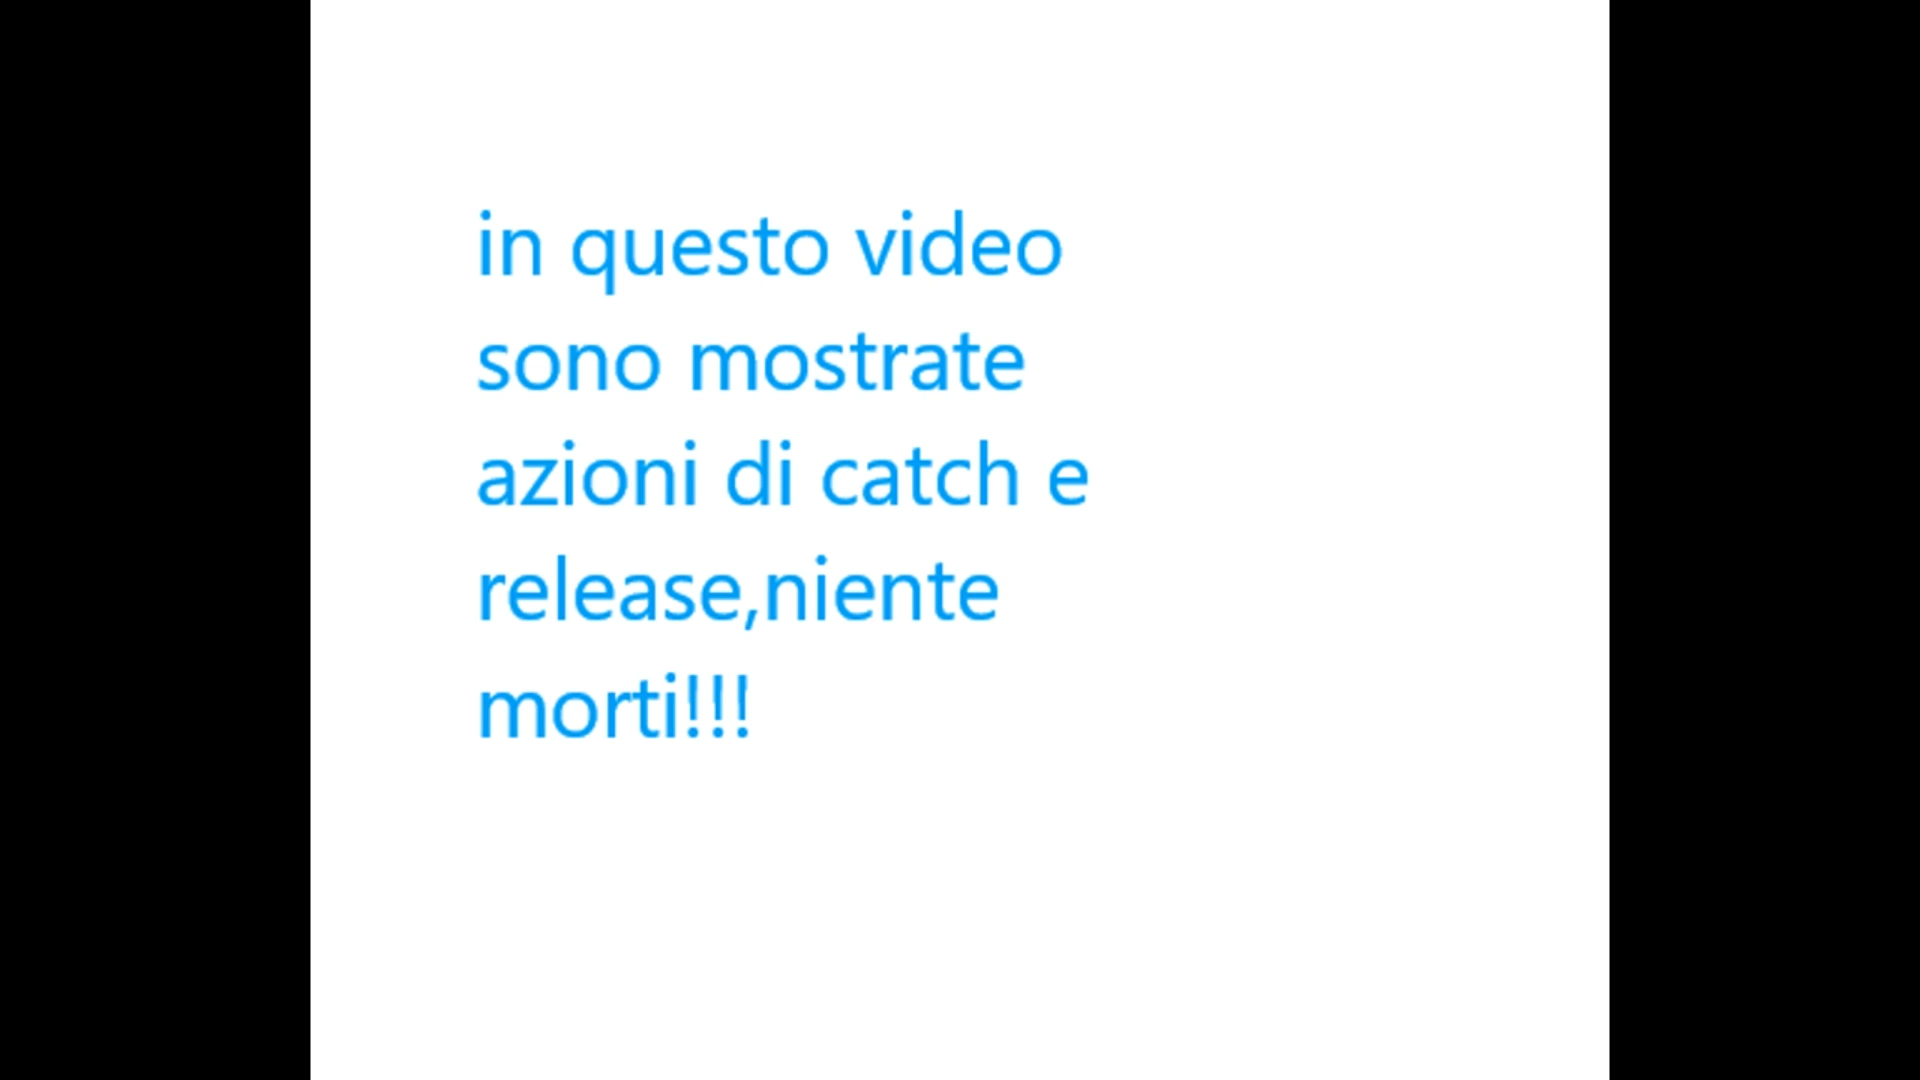 in questo video
sono mostrate
azioni di catch e
release,niente
morti!!!